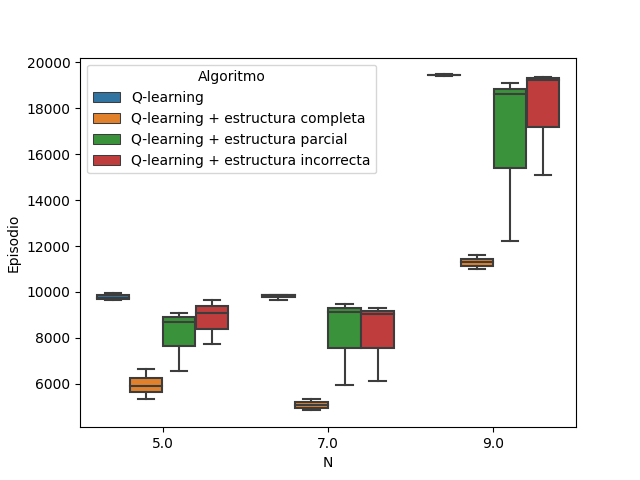 Algoritmo
Q-learning
Q-learning + estructura completa
Q-learning + estructura parcial
Q-learning + estructura incorrecta
20000
18000
16000
14000
12000
10000
8000
6000
Episodio
5.0
7.0
9.0
N